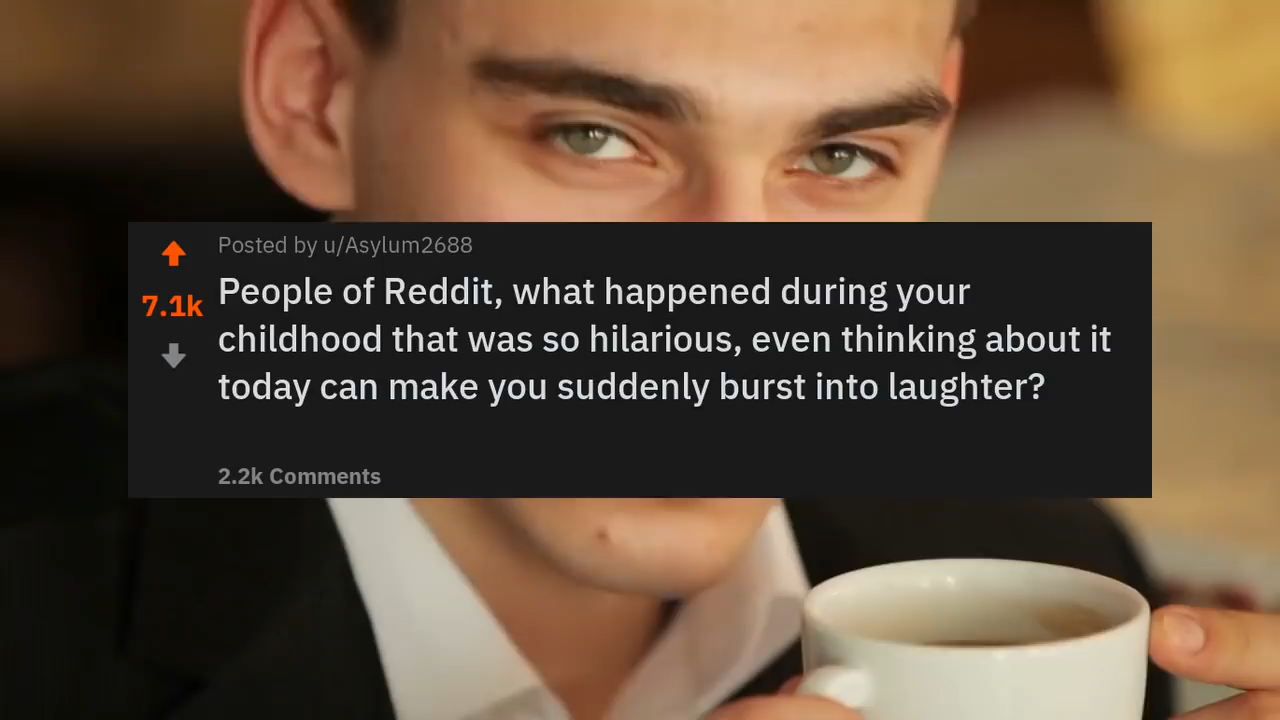 Posted by u/Asylum2688
7.1k
People of Reddit, what happened during your
childhood that was so hilarious, even thinking about it
today can make you suddenly burst into laughter?
2.2k Comments